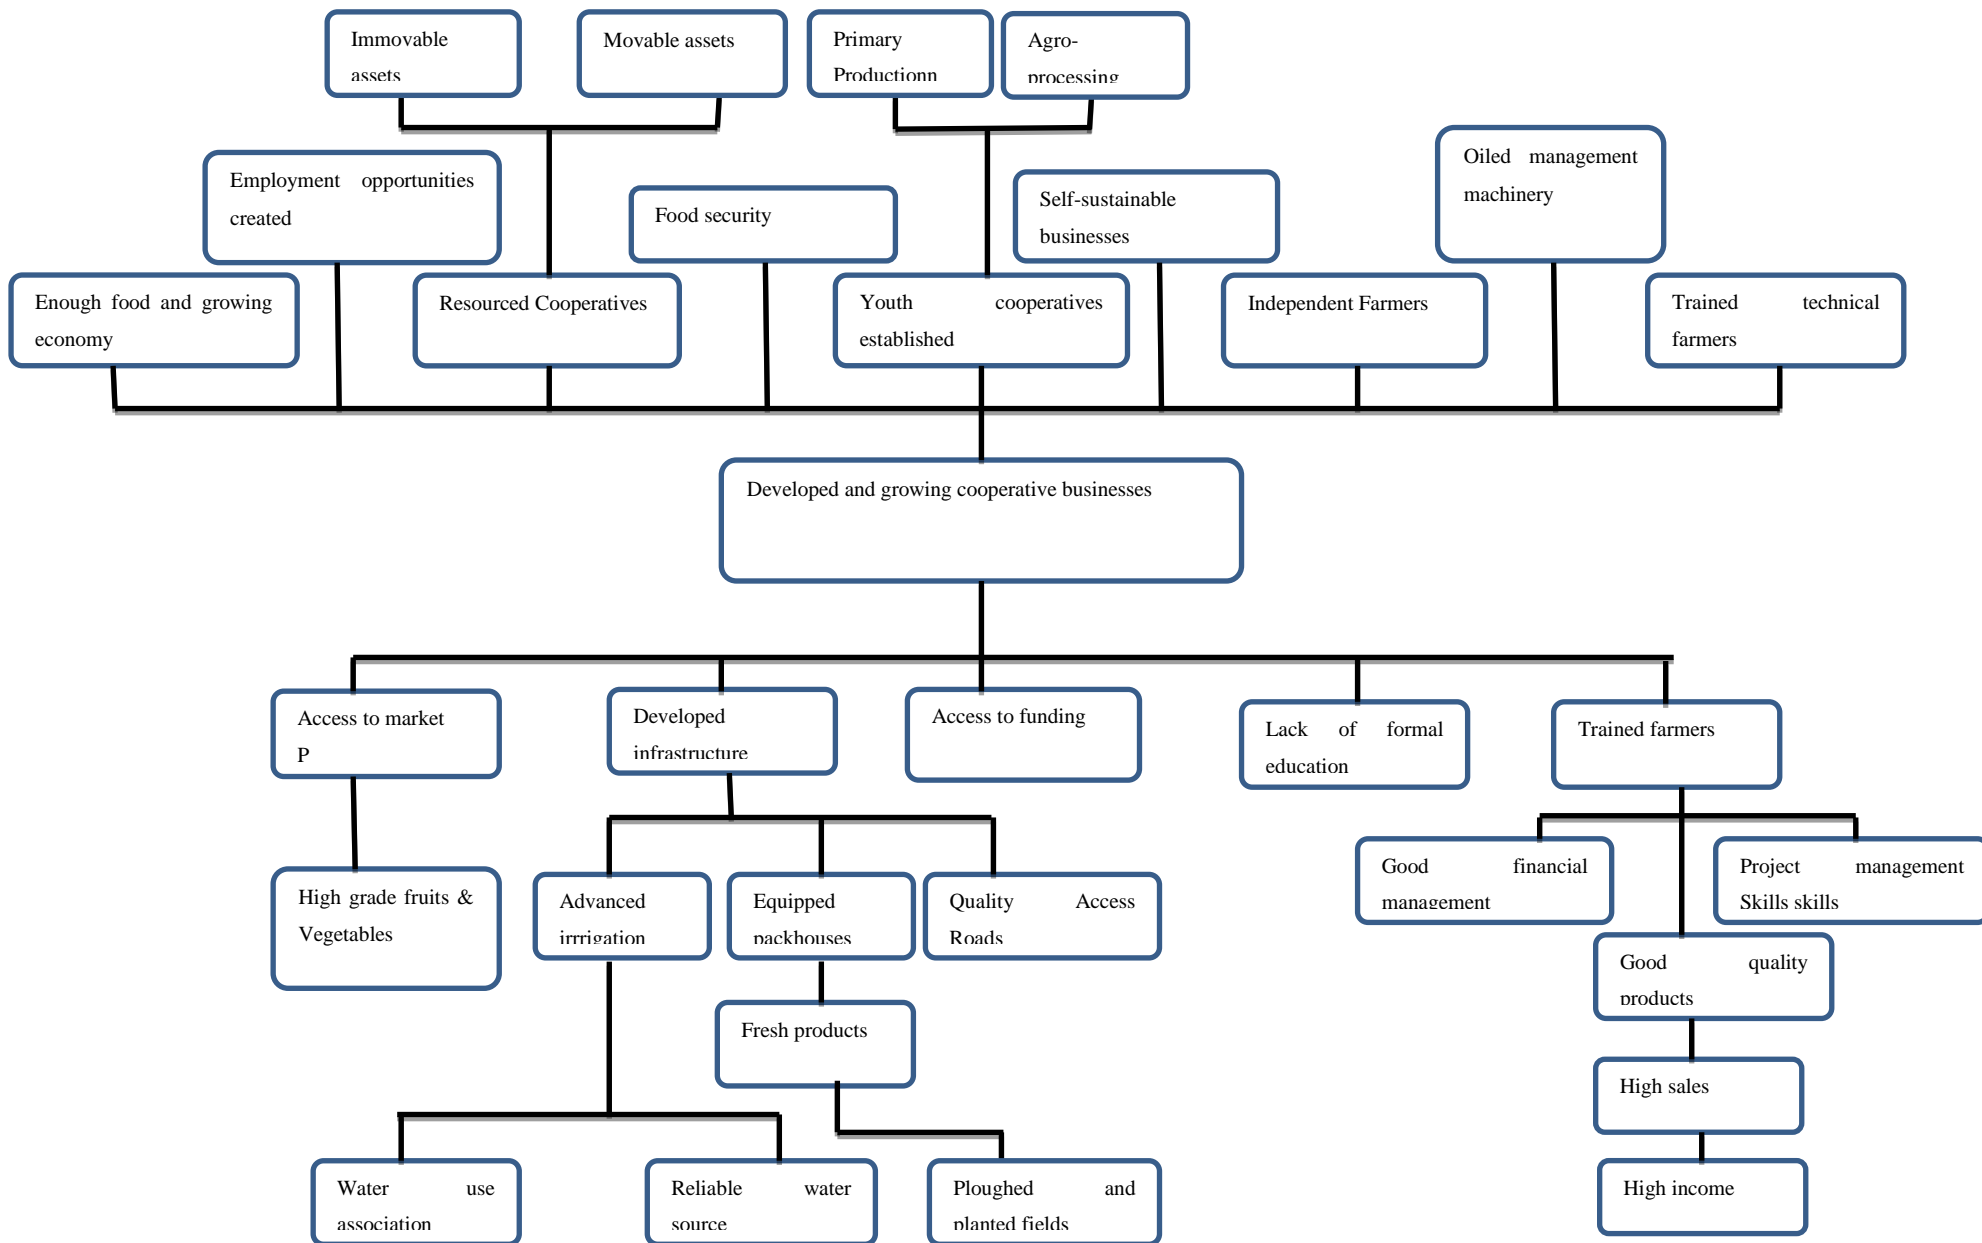 Immovable
assets
Movable assets
Primary
Productionn
Agro-
processing
Employment opportunities
created
Food security
Self-sustainable
businesses
Oiled management
machinery
Enough food and growing
economy
Resourced Cooperatives
Youth cooperatives
established
Independent Farmers
Trained technical
farmers
Developed and growing cooperative businesses
Access to market
P
Developed
infrastructure
Access to funding
Lack of formal
education
Trained farmers
High grade fruits &
Vegetables
Advanced
irrrigation
Equipped
packhouses
Quality Access
Roads
Good financial
management
Project management
Skills skills
Good quality
products
Fresh products
High sales
Water use
association
Reliable water
source
Ploughed and
planted fields
High income